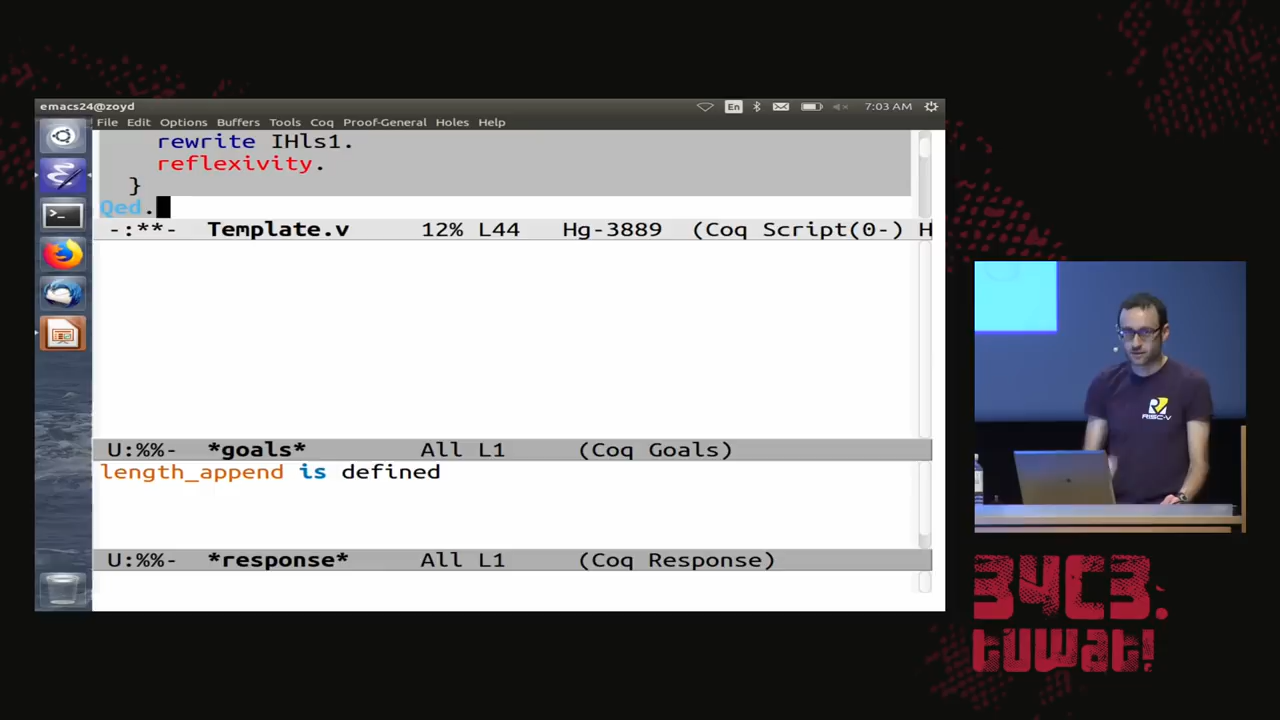 emacs24@zoyd
En
7:03 AM
File Edit Options Buffers Tools Coq Proof-General Holes Help
rewrite IHls1.
reflexivity.
}
Qed.
-:**- Template.v 12% L44 Hg-3889 (Coq Script(0-) H
U:%%- *goals* All L1 (Coq Goals)
length_append is defined
U:%%- *response* All L1 (Coq Response)
RISC-V
34C3.
tuwat!